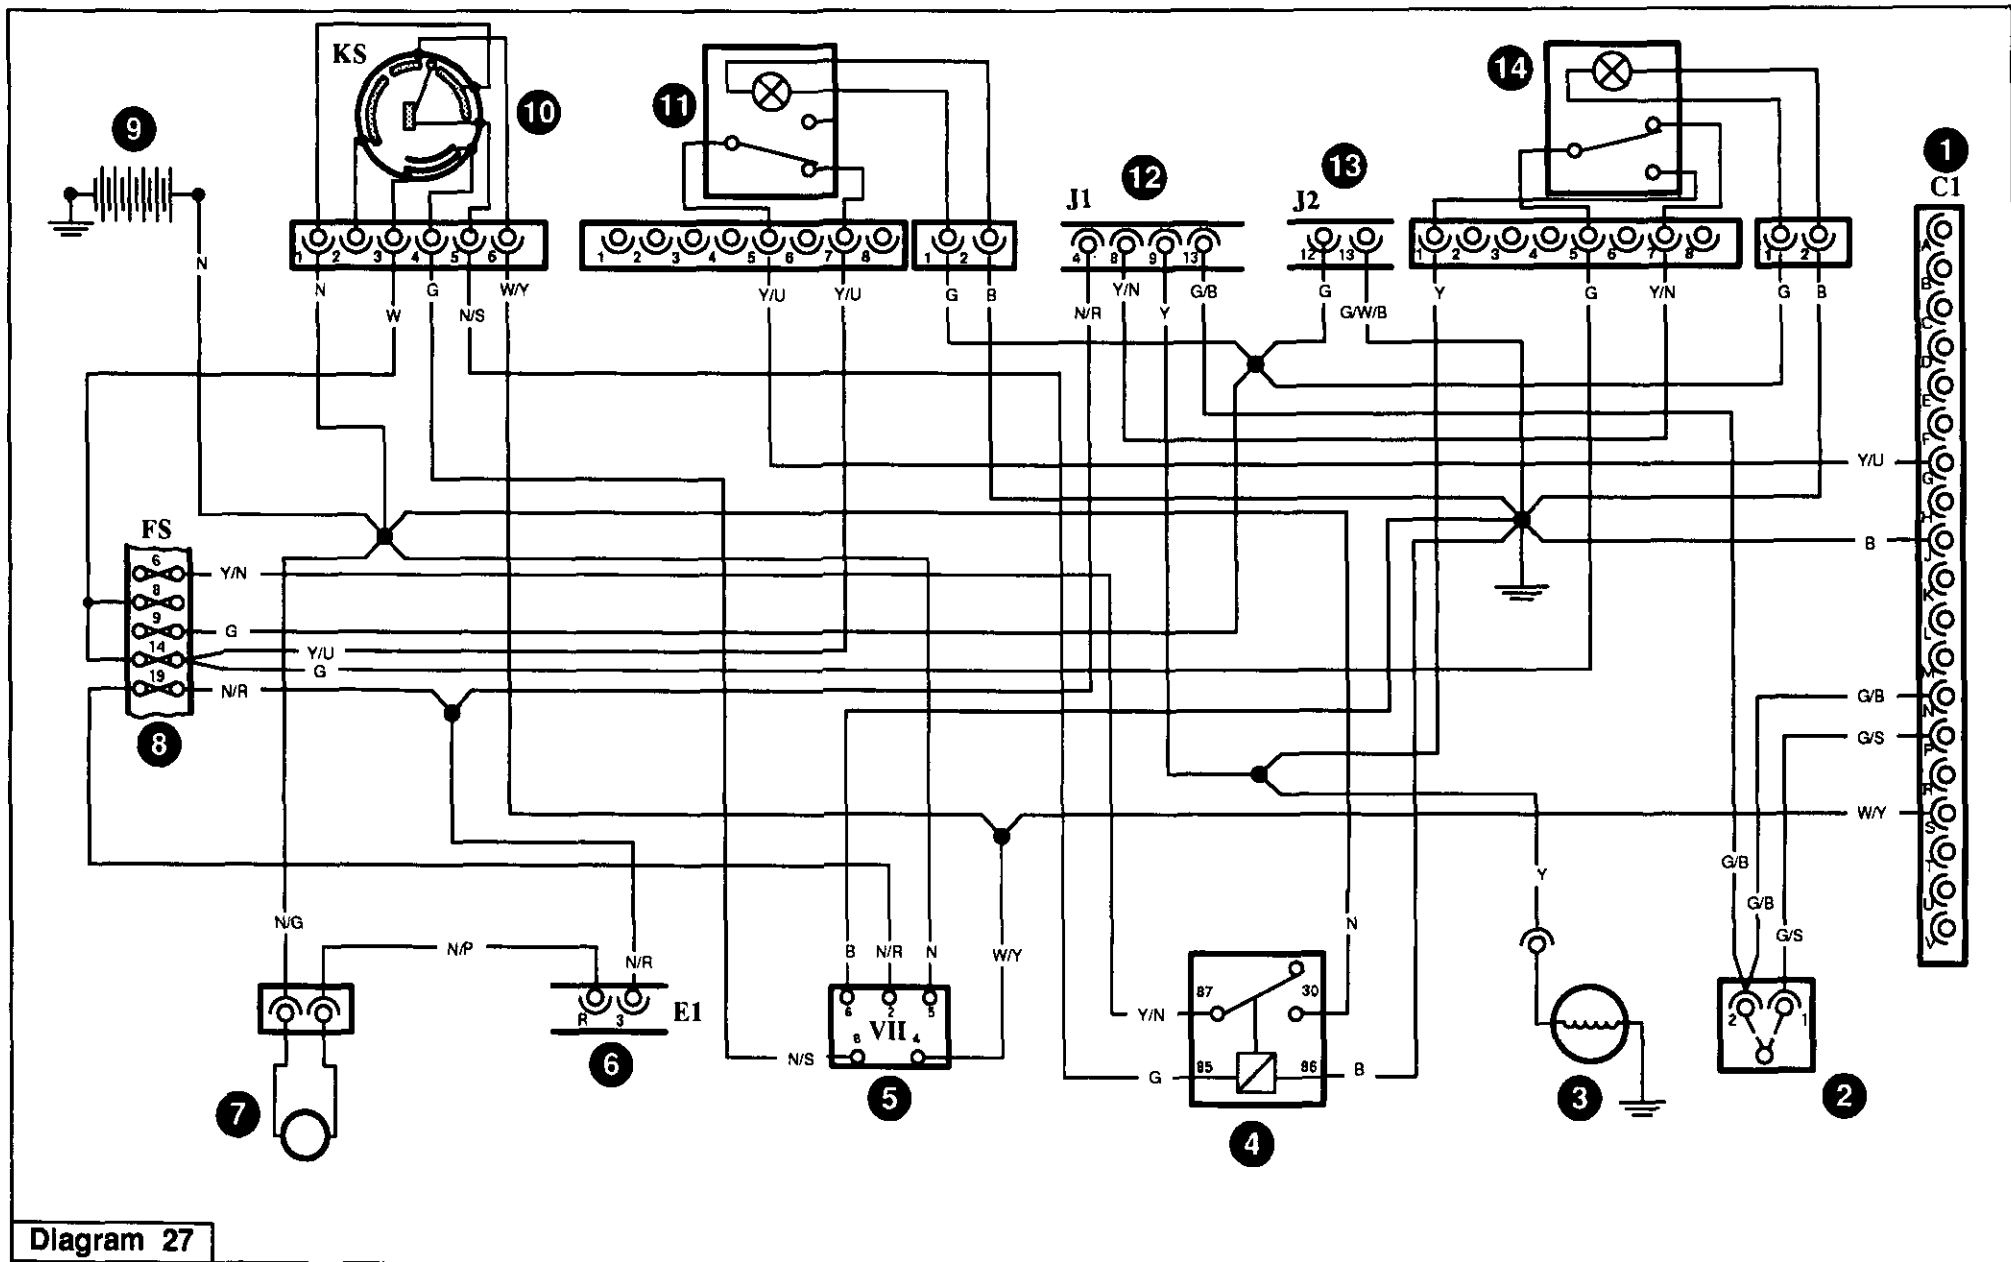 KS
10
9
11
14
12
13
1
C1
J1
J2
1 2 3 4 5 6
1 2 3 4 5 6 7 8
1 2
4 8 9 13
12 13
1 2 3 4 5 6 7 8
1 2
N W G N/S W/Y
Y/U Y/U
G B
N/R Y/N Y G/B
G G/W/B
Y G Y/N
G B
N
A
B
C
D
E
F
G
H
J
K
L
M
N
P
R
S
T
U
V
Y/U
B
G/B
G/S
W/Y
FS
6
8
9
14
19
Y/N
G
Y/U
G
N/R
8
N/G
N/P
N/R
R 3
E1
6
7
B N/R N W/Y
6 2 5
VII
8 4
N/S
5
N
87 30
Y/N
85 86
G
B
4
Y
3
G/B
G/B
G/S
2 1
2
Diagram 27